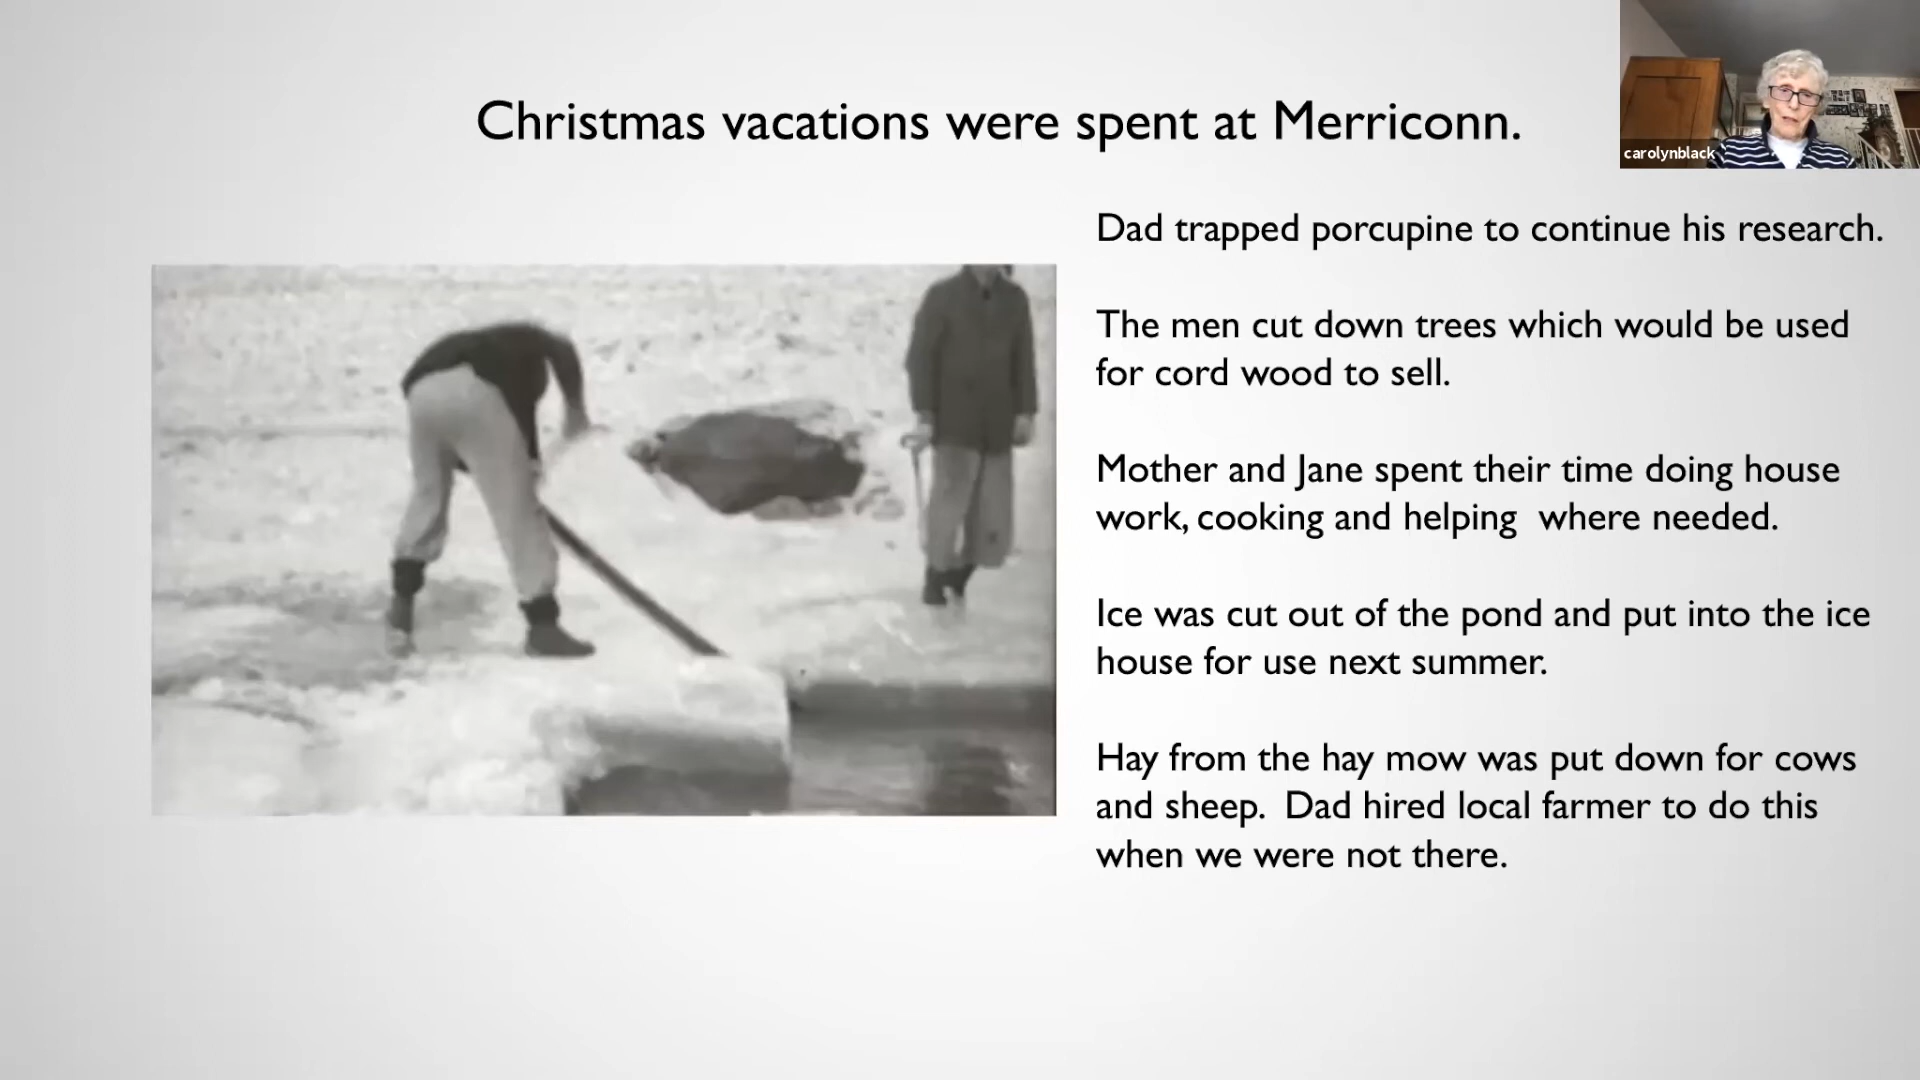 Christmas vacations were spent at Merriconn.
carolynblack
Dad trapped porcupine to continue his research.
The men cut down trees which would be used
for cord wood to sell.
Mother and Jane spent their time doing house
work, cooking and helping  where needed.
Ice was cut out of the pond and put into the ice
house for use next summer.
Hay from the hay mow was put down for cows
and sheep.  Dad hired local farmer to do this
when we were not there.